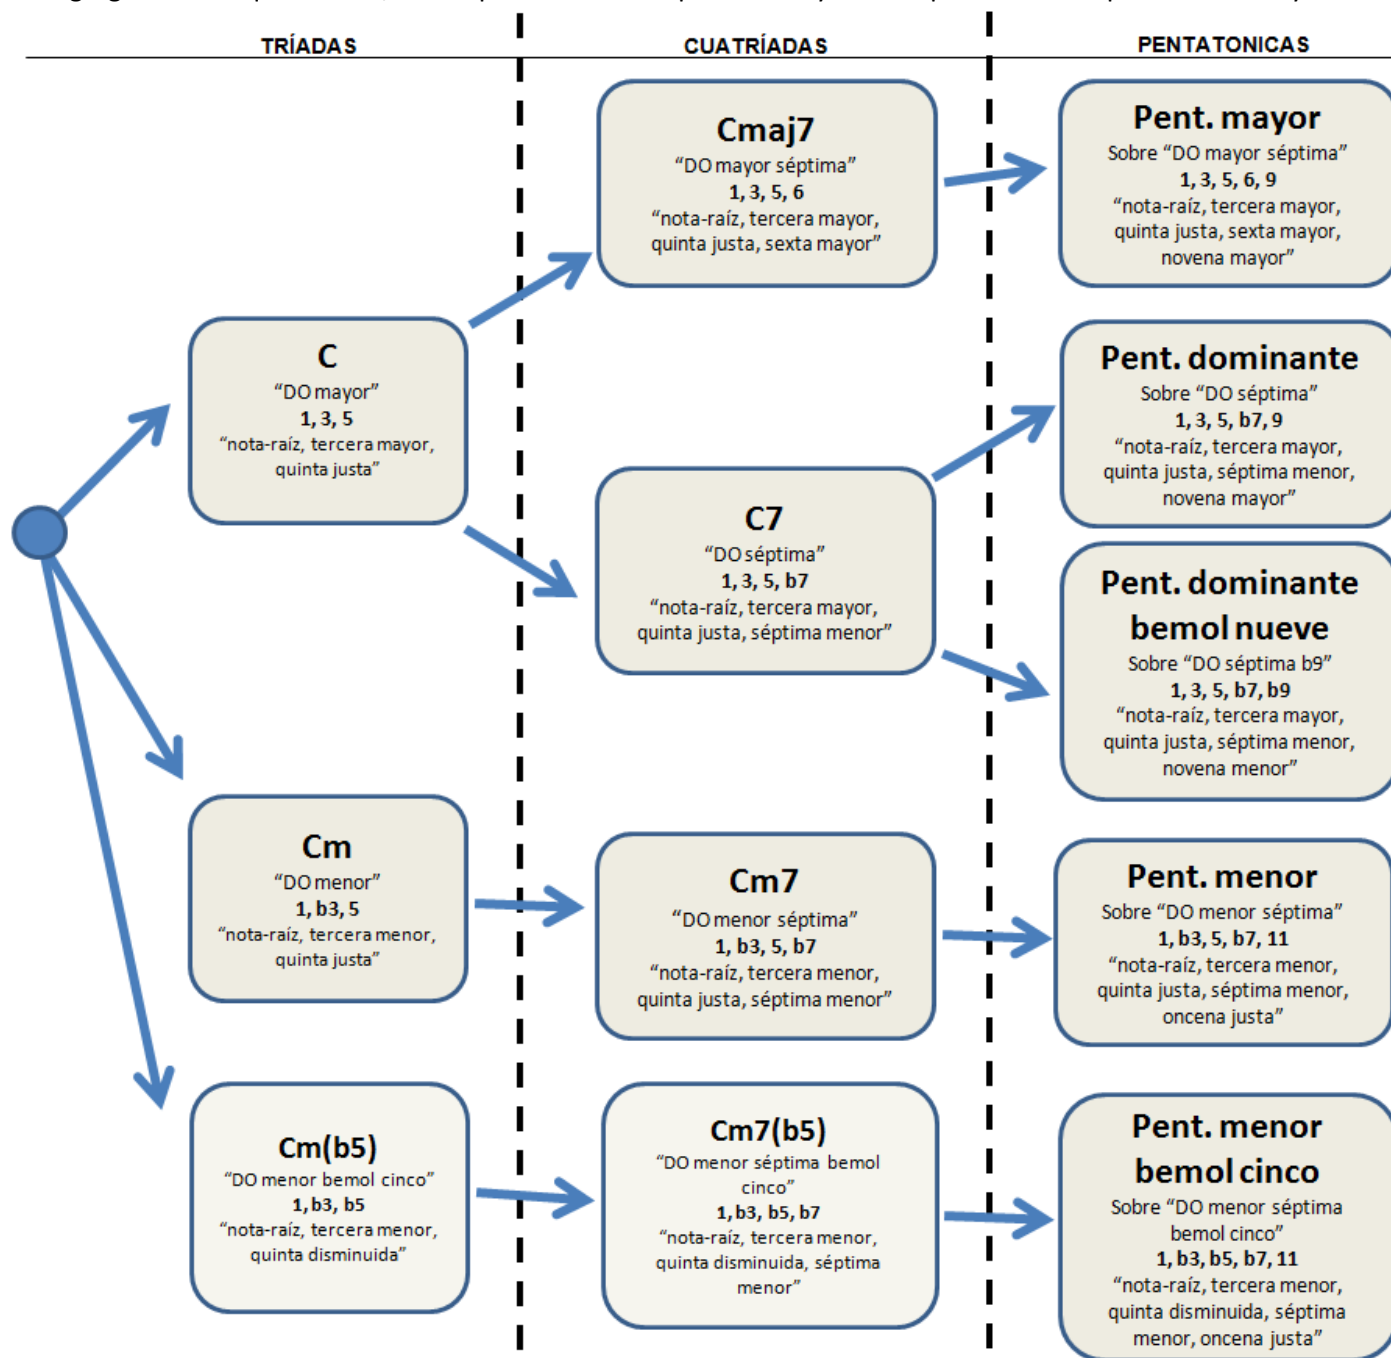 TRÍADAS
CUATRÍADAS
PENTATONICAS
C
“DO mayor”
1, 3, 5
“nota-raíz, tercera mayor,
quinta justa”
Cm
“DO menor”
1, b3, 5
“nota-raíz, tercera menor,
quinta justa”
Cm(b5)
“DO menor bemol cinco”
1, b3, b5
“nota-raíz, tercera menor,
quinta disminuida”
Cmaj7
“DO mayor séptima”
1, 3, 5, 6
“nota-raíz, tercera mayor,
quinta justa, sexta mayor”
C7
“DO séptima”
1, 3, 5, b7
“nota-raíz, tercera mayor,
quinta justa, séptima menor”
Cm7
“DO menor séptima”
1, b3, 5, b7
“nota-raíz, tercera menor,
quinta justa, séptima menor”
Cm7(b5)
“DO menor séptima bemol
cinco”
1, b3, b5, b7
“nota-raíz, tercera menor,
quinta disminuida, séptima
menor”
Pent. mayor
Sobre “DO mayor séptima”
1, 3, 5, 6, 9
“nota-raíz, tercera mayor,
quinta justa, sexta mayor,
novena mayor”
Pent. dominante
Sobre “DO séptima”
1, 3, 5, b7, 9
“nota-raíz, tercera mayor,
quinta justa, séptima menor,
novena mayor”
Pent. dominante
bemol nueve
Sobre “DO séptima b9”
1, 3, 5, b7, b9
“nota-raíz, tercera mayor,
quinta justa, séptima menor,
novena menor”
Pent. menor
Sobre “DO menor séptima”
1, b3, 5, b7, 11
“nota-raíz, tercera menor,
quinta justa, séptima menor,
oncena justa”
Pent. menor
bemol cinco
Sobre “DO menor séptima
bemol cinco”
1, b3, b5, b7, 11
“nota-raíz, tercera menor,
quinta disminuida, séptima
menor, oncena justa”